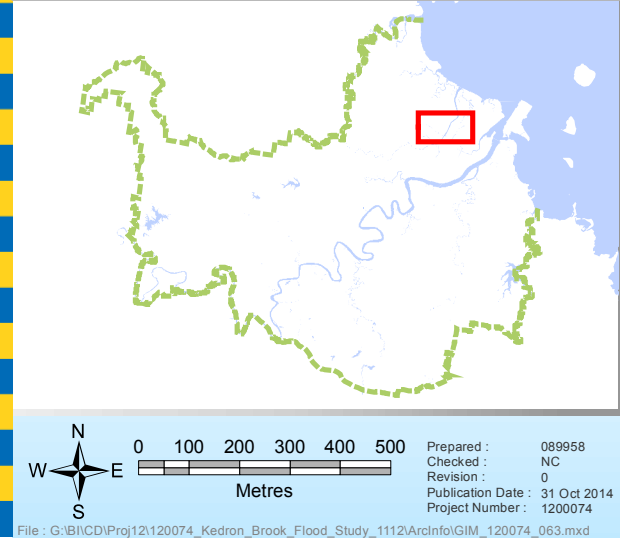 N
W E
S
0 100 200 300 400 500
Metres
Prepared : 089958
Checked : NC
Revision : 0
Publication Date : 31 Oct 2014
Project Number : 1200074
File : G:\BI\CD\Proj12\120074_Kedron_Brook_Flood_Study_1112\ArcInfo\GIM_120074_063.mxd